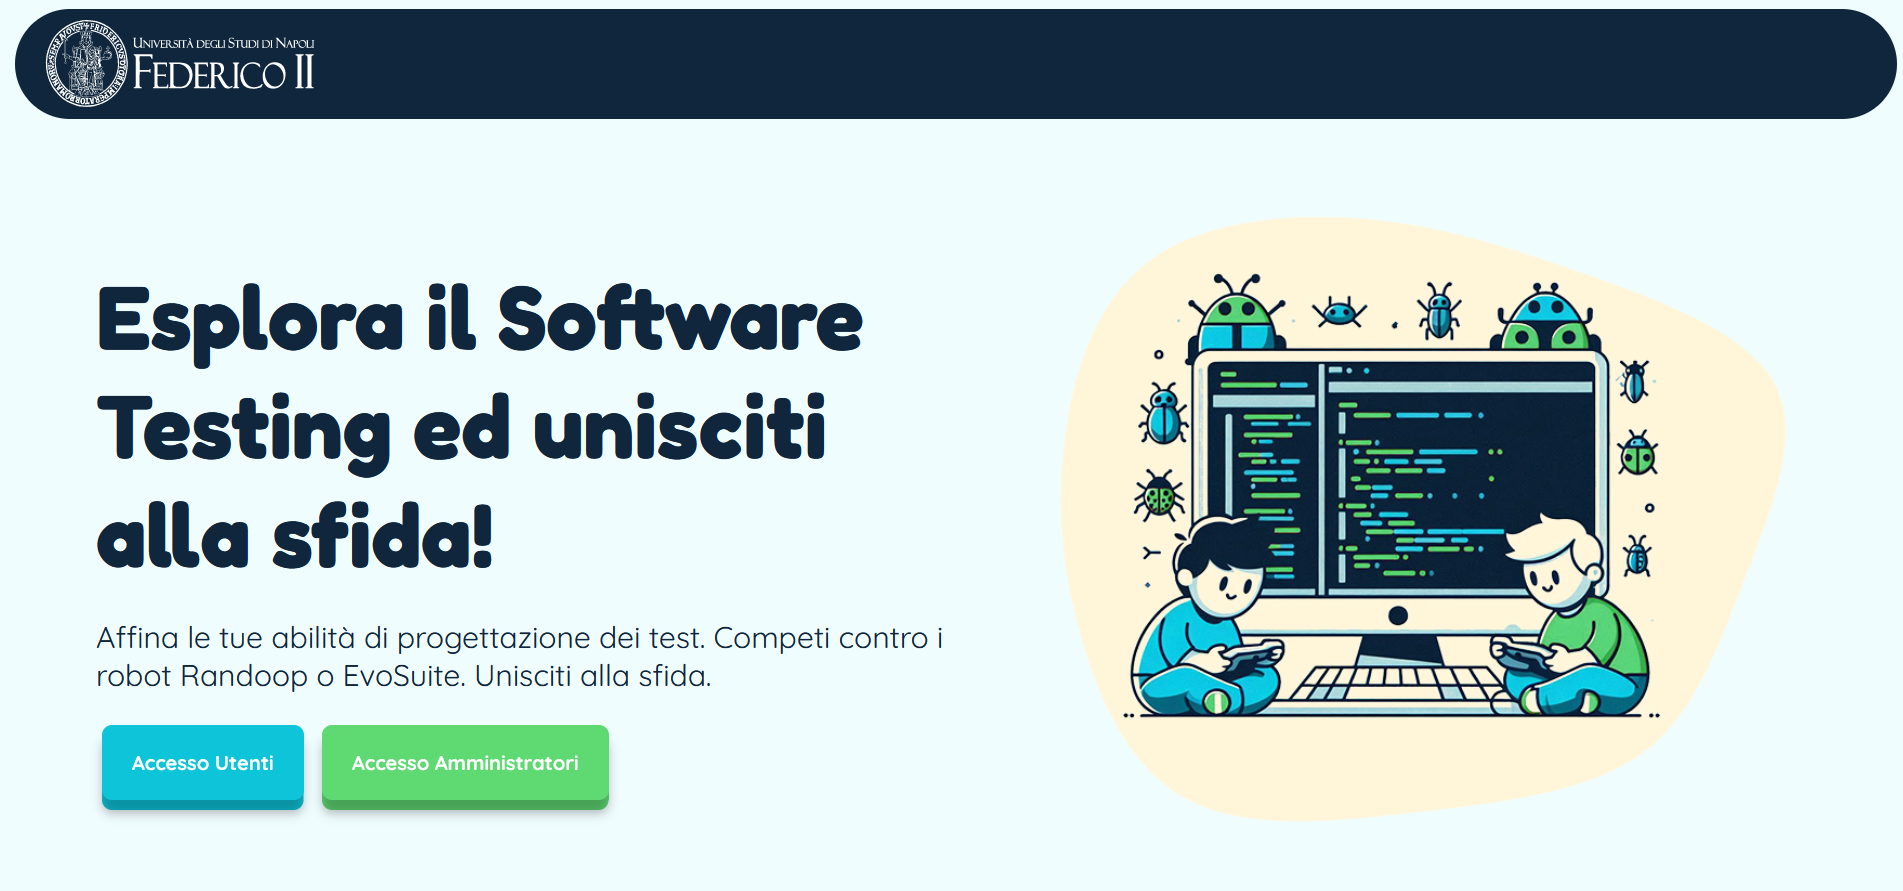 Università degli Studi di Napoli
Federico II
Esplora il Software
Testing ed unisciti
alla sfida!
Affina le tue abilità di progettazione dei test. Competi contro i
robot Randoop o EvoSuite. Unisciti alla sfida.
Accesso Utenti
Accesso Amministratori